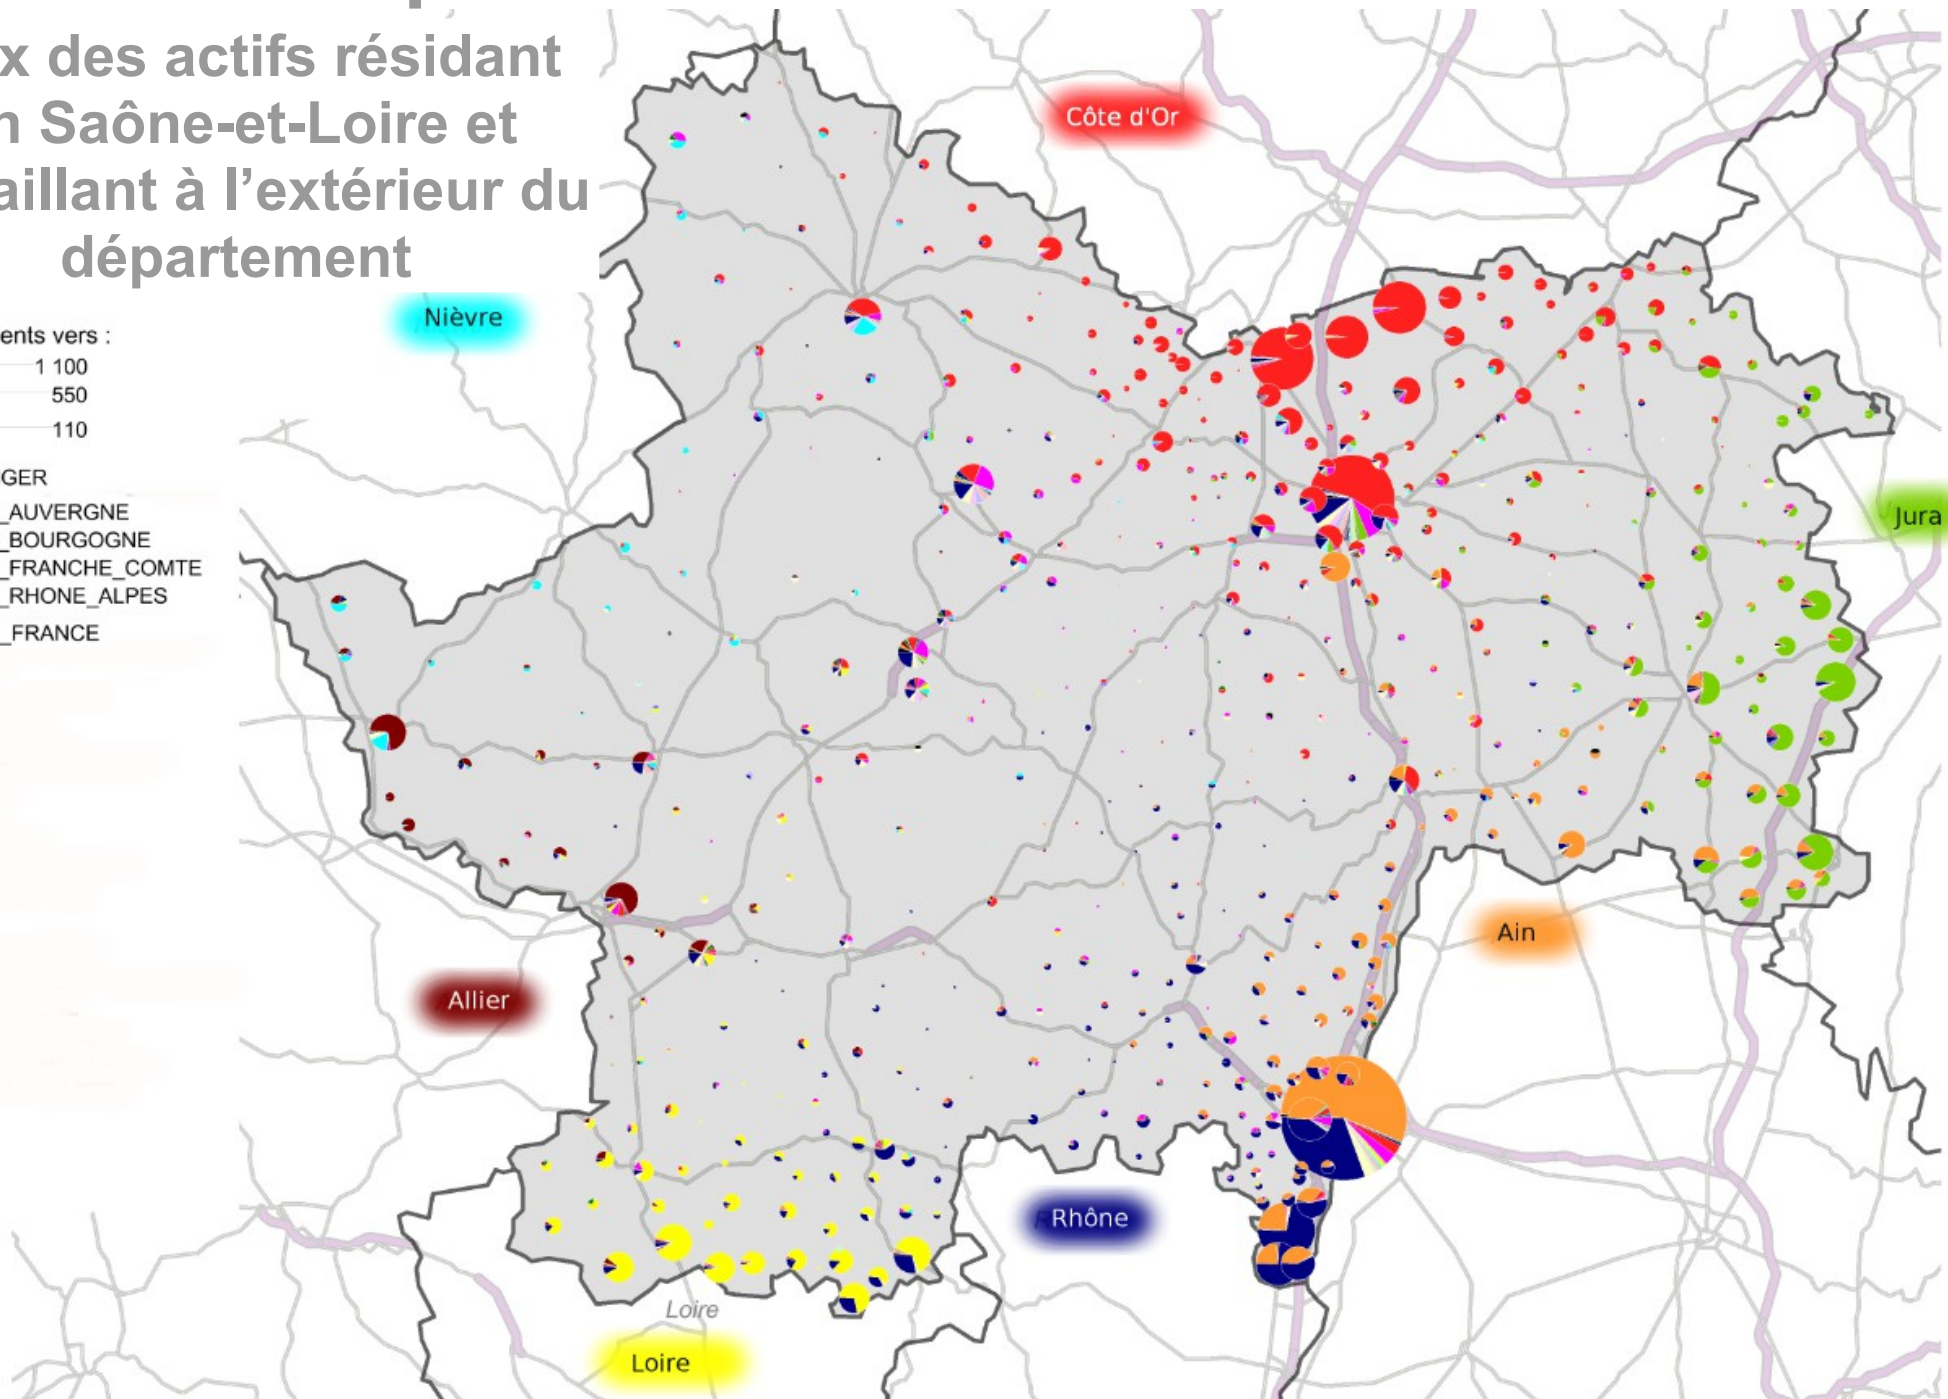 x des actifs résidant
n Saône-et-Loire et
aillant à l’extérieur du
département
Côte d'Or
Nièvre
ents vers :
1 100
550
110
GER
_AUVERGNE
_BOURGOGNE
_FRANCHE_COMTE
_RHONE_ALPES
_FRANCE
Jura
Ain
Allier
Rhône
Loire
Loire